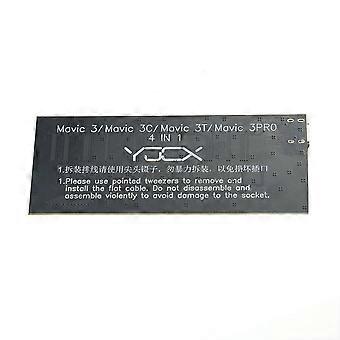 Mavic 3/Mavic 3C/Mavic 3T/Mavic 3PRO
4 IN 1
YJCX
1.拆装排线请使用尖头镊子，勿暴力拆装，以免损坏插口
1.Please use pointed tweezers to remove and
install the flat cable. Do not disassemble and
assemble violently to avoid damage to the socket.